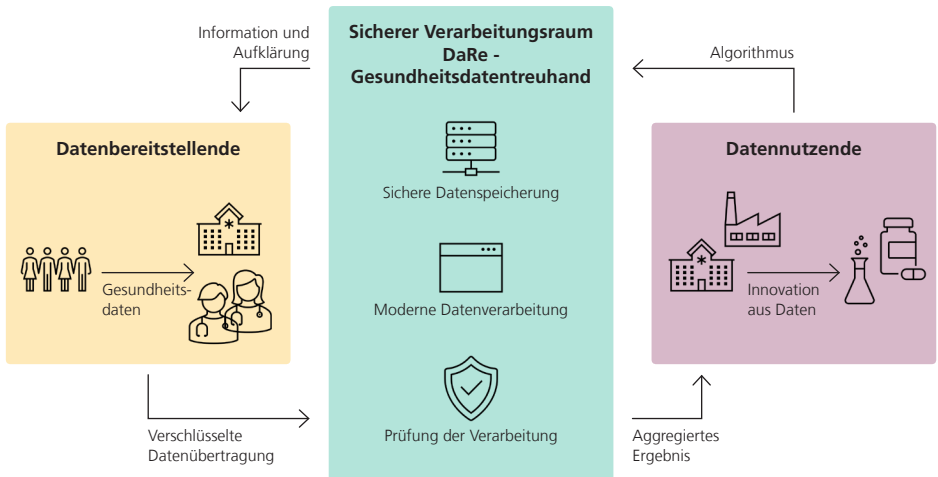 Information und
Aufklärung
Sicherer Verarbeitungsraum
DaRe -
Gesundheitsdatentreuhand
Algorithmus
Datenbereitstellende
Gesundheits-
daten
Sichere Datenspeicherung
Moderne Datenverarbeitung
Prüfung der Verarbeitung
Datennutzende
Innovation
aus Daten
Verschlüsselte
Datenübertragung
Aggregiertes
Ergebnis